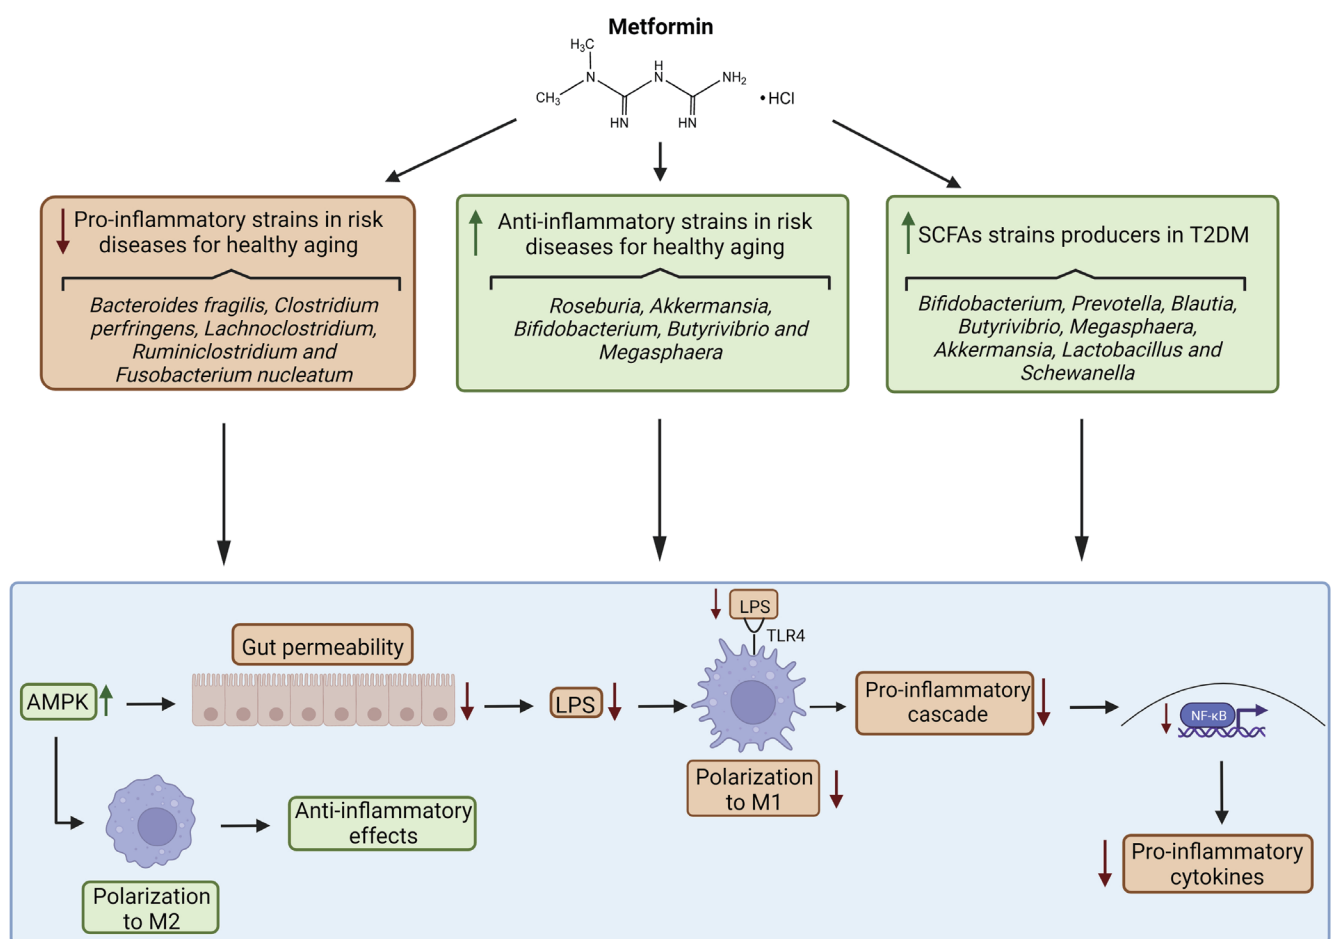 Metformin
H₃C
N
CH₃
H
N
NH₂
HN
HN
•HCl
Pro-inflammatory strains in risk
diseases for healthy aging
Bacteroides fragilis, Clostridium
perfringens, Lachnoclostridium,
Ruminiclostridium and
Fusobacterium nucleatum
Anti-inflammatory strains in risk
diseases for healthy aging
Roseburia, Akkermansia,
Bifidobacterium, Butyrivibrio and
Megasphaera
SCFAs strains producers in T2DM
Bifidobacterium, Prevotella, Blautia,
Butyrivibrio, Megasphaera,
Akkermansia, Lactobacillus and
Schewanella
AMPK
Gut permeability
LPS
LPS
TLR4
Polarization
to M1
Pro-inflammatory
cascade
NF-κB
Pro-inflammatory
cytokines
Polarization
to M2
Anti-inflammatory
effects